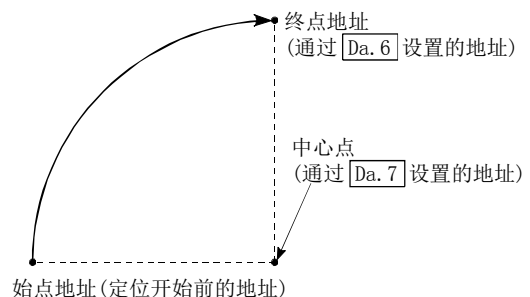 终点地址
(通过 Da.6 设置的地址)
中心点
(通过 Da.7 设置的地址)
始点地址(定位开始前的地址)